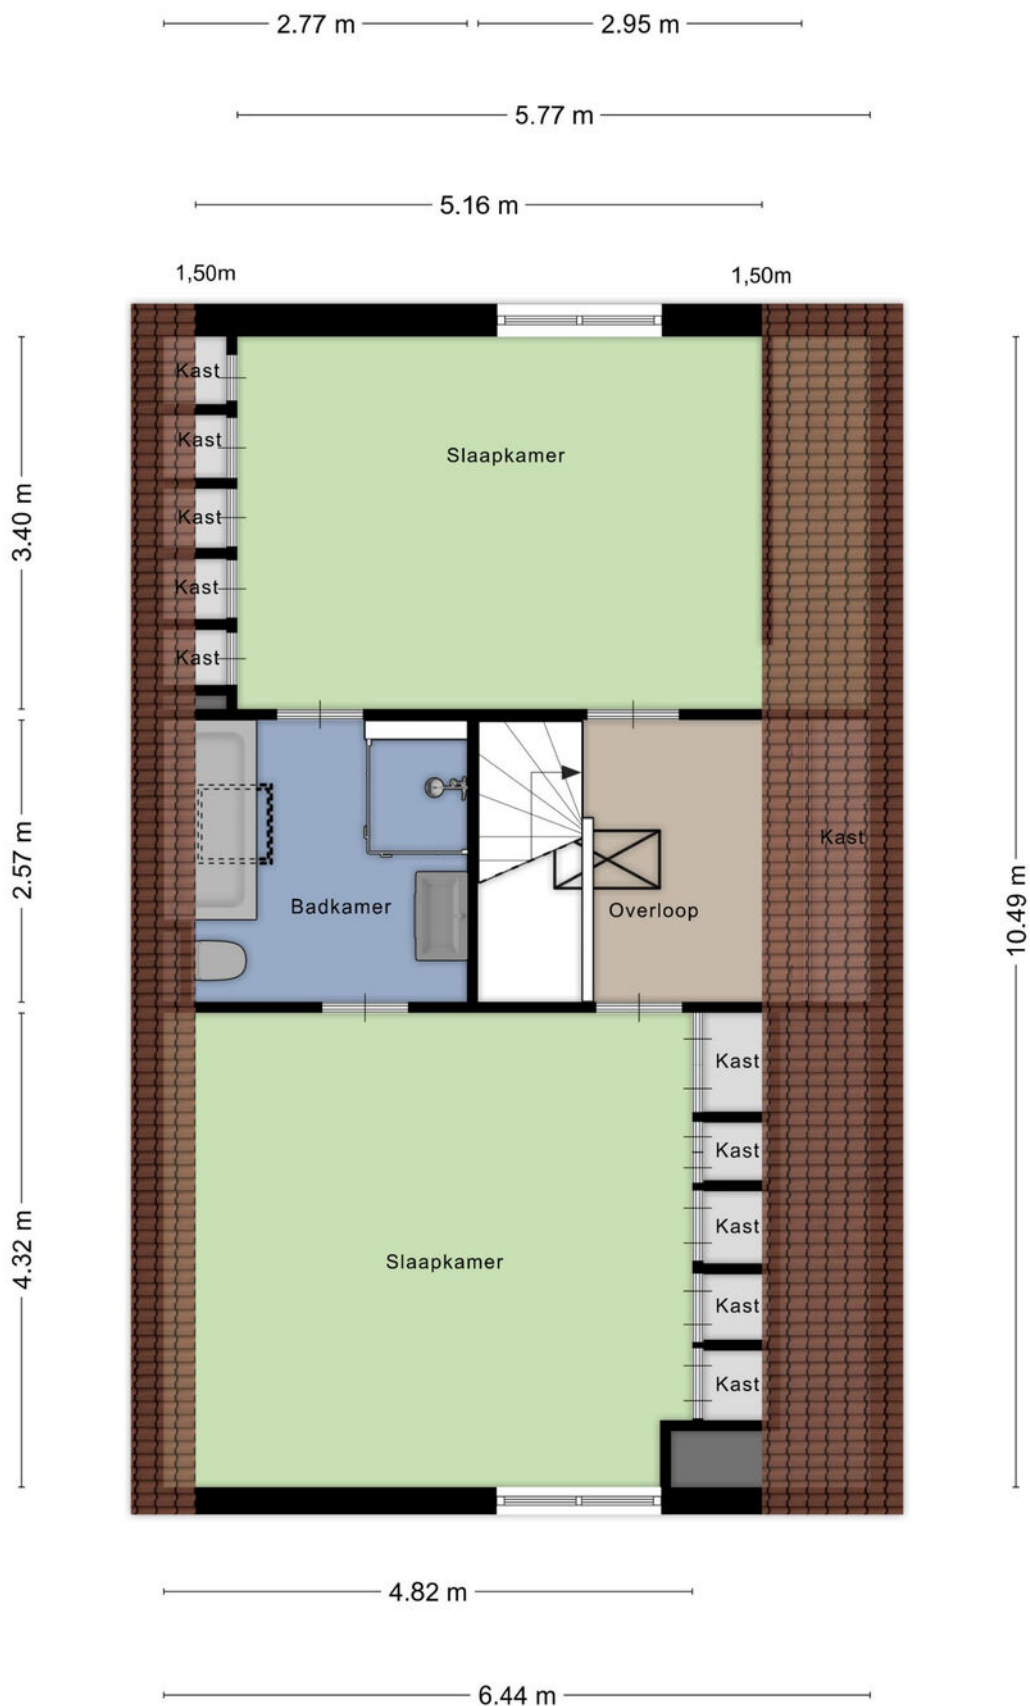 2.77 m
2.95 m
5.77 m
5.16 m
1,50m
1,50m
Kast
Kast
Slaapkamer
Kast
Kast
Kast
3.40 m
2.57 m
Kast
Badkamer
Overloop
10.49 m
Kast
Kast
Kast
4.32 m
Slaapkamer
Kast
Kast
4.82 m
6.44 m